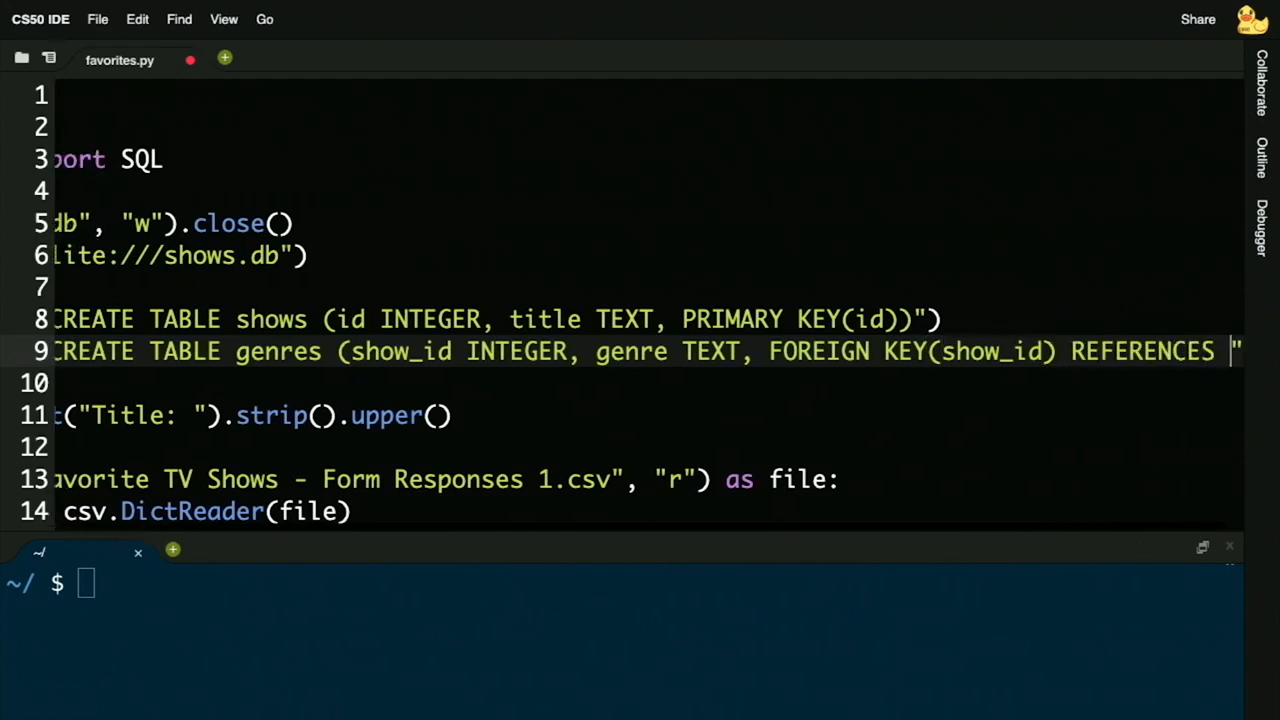 CS50 IDE File Edit Find View Go Share
favorites.py
Collaborate
Outline
Debugger
1
2
3 port SQL
4
5 db", "w").close()
6 lite:///shows.db")
7
8 CREATE TABLE shows (id INTEGER, title TEXT, PRIMARY KEY(id))")
9 CREATE TABLE genres (show_id INTEGER, genre TEXT, FOREIGN KEY(show_id) REFERENCES "
10
11 t("Title: ").strip().upper()
12
13 avorite TV Shows - Form Responses 1.csv", "r") as file:
14 csv.DictReader(file)
~/
~/ $